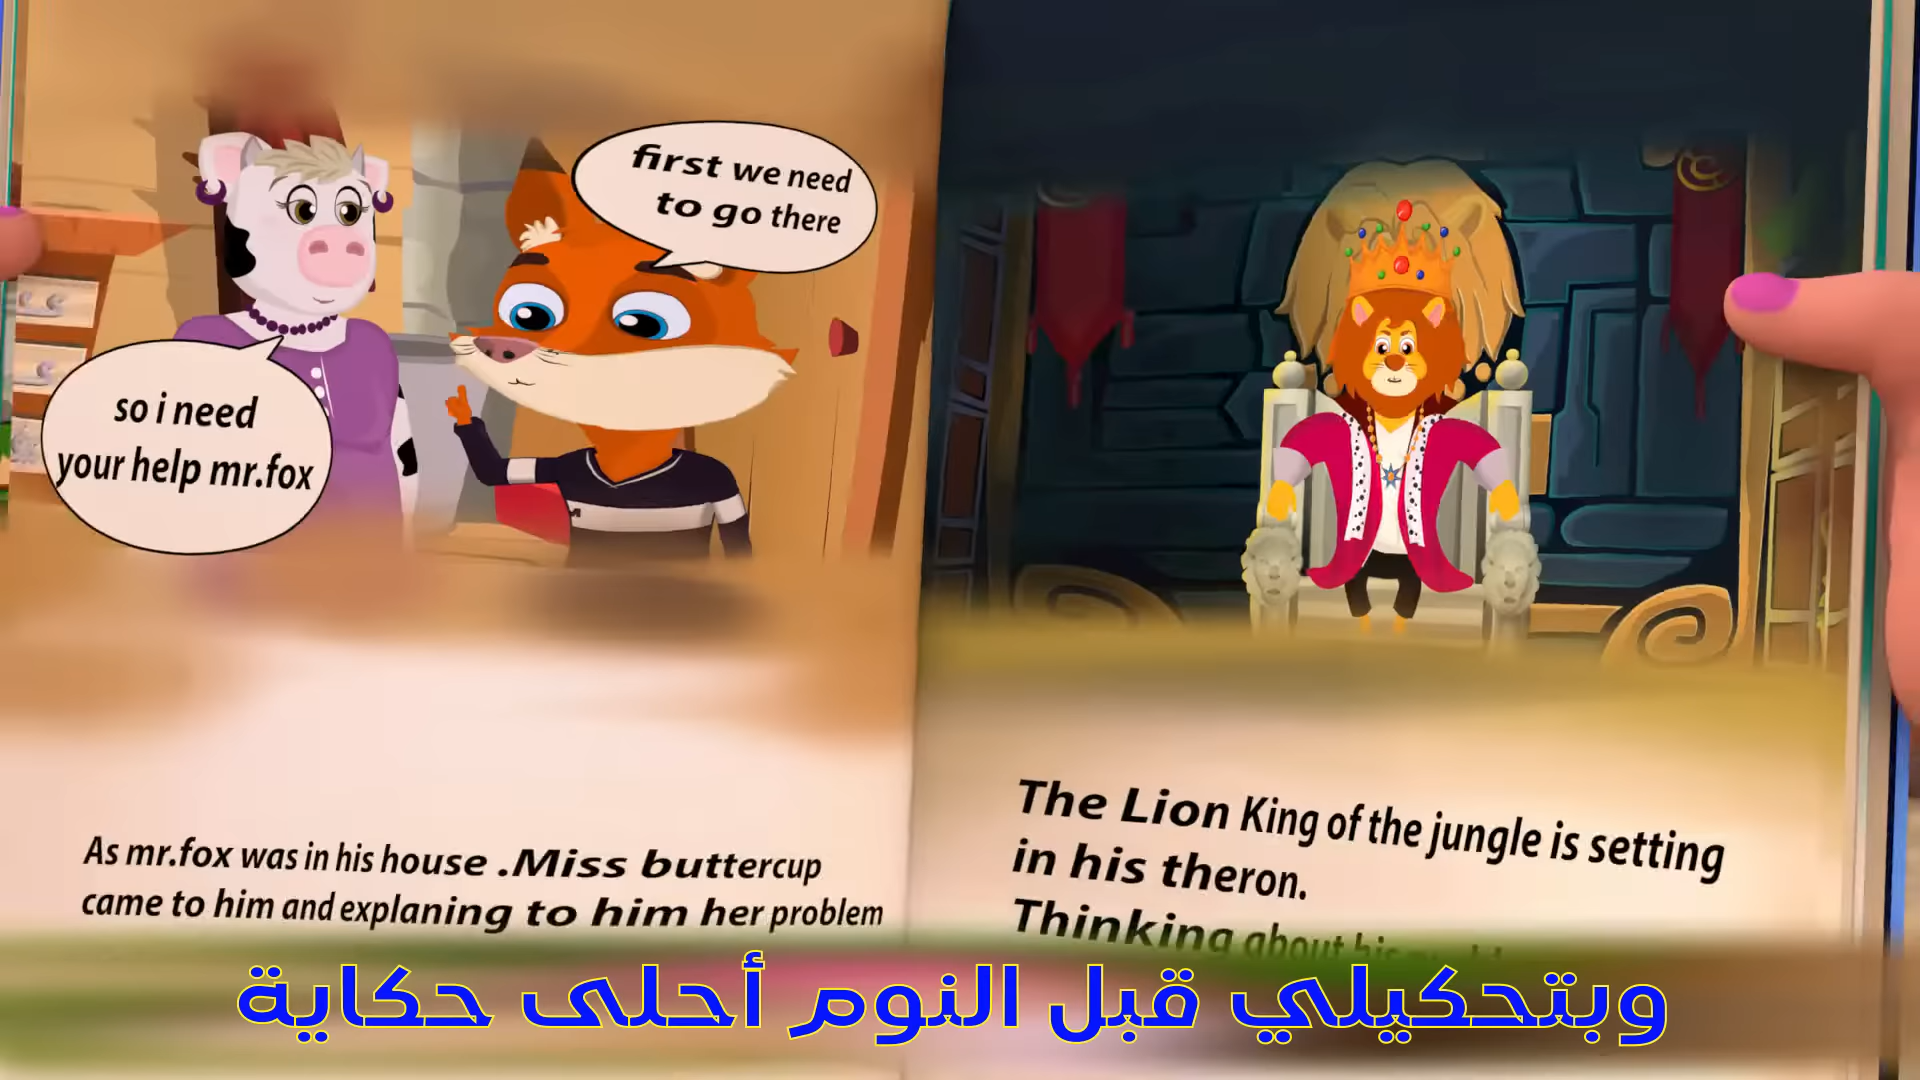 first we need
to go there
so i need
your help mr.fox
As mr.fox was in his house .Miss buttercup
came to him and explaning to him her problem
The Lion King of the jungle is setting
in his theron.
Thinking about his
وبتحكيلي قبل النوم أحلى حكاية